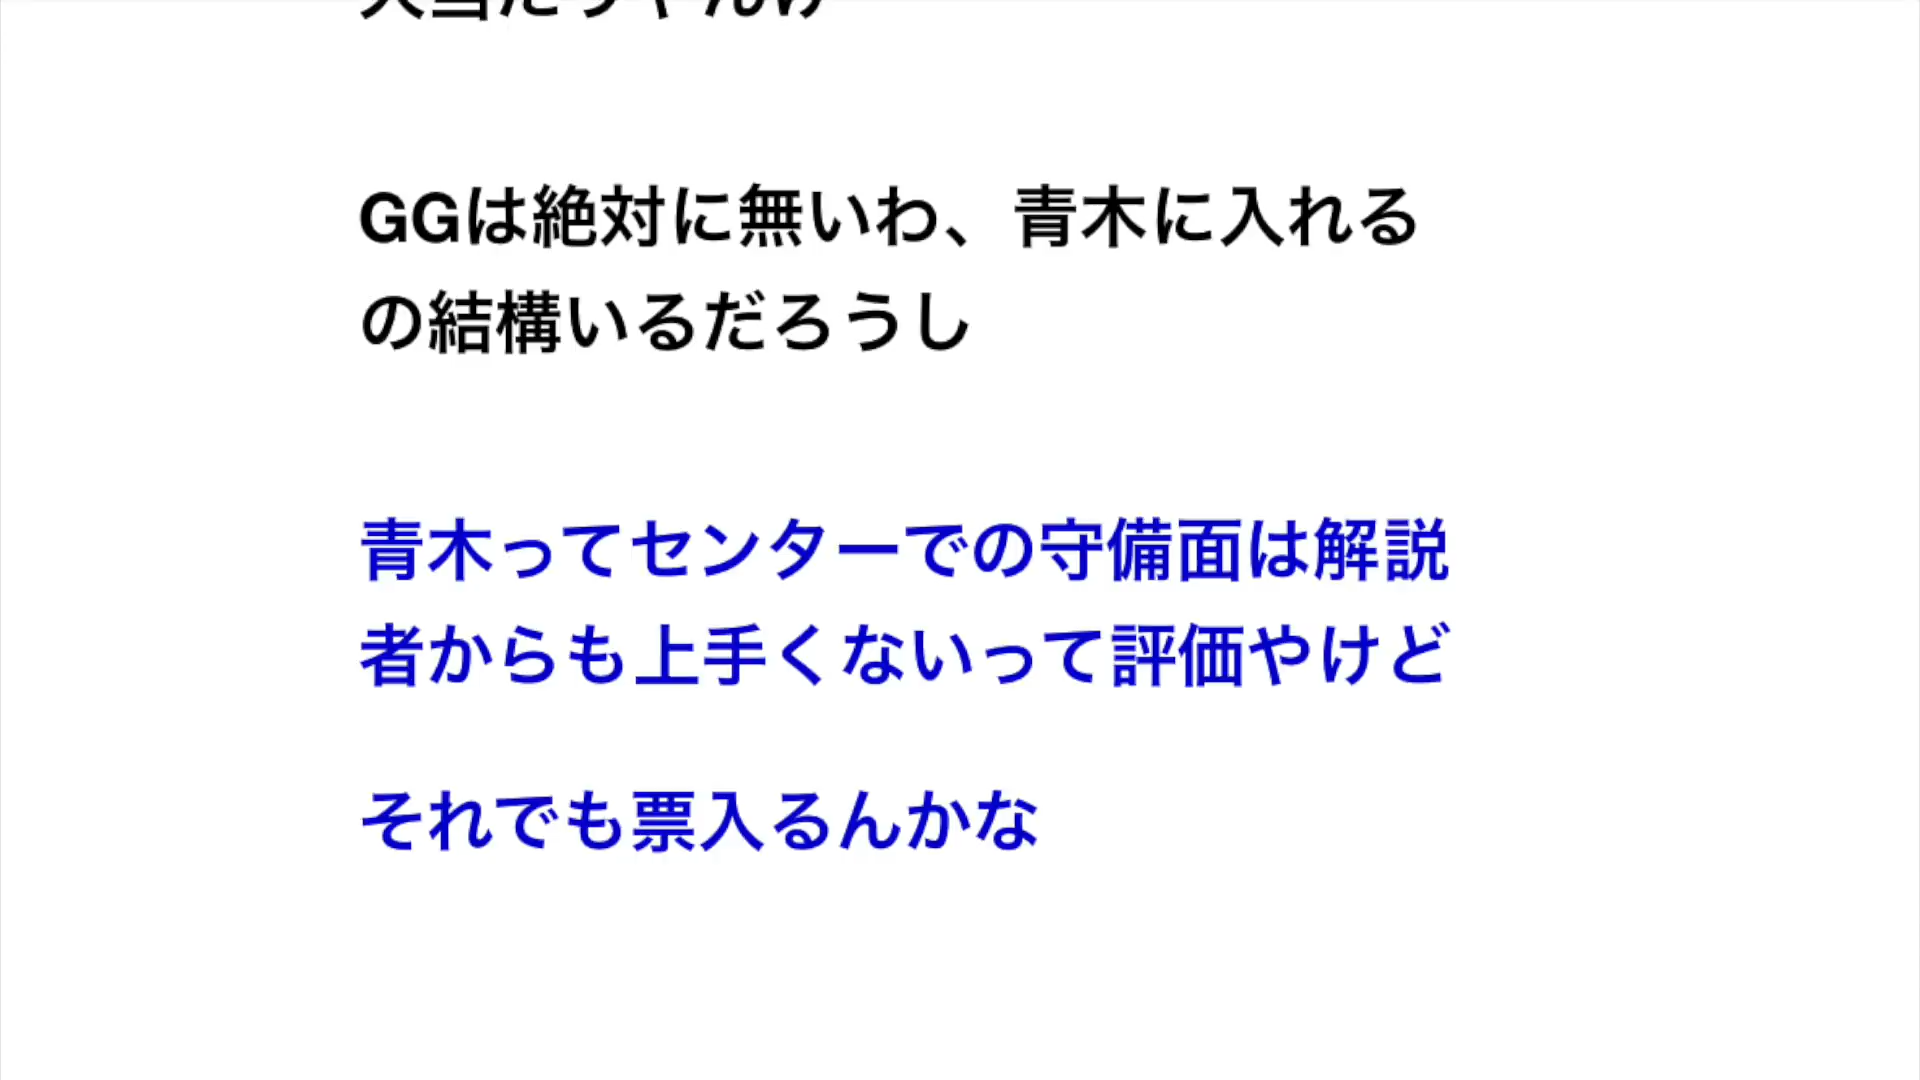 GGは絶対に無いわ、青木に入れる
の結構いるだろうし
青木ってセンターでの守備面は解説
者からも上手くないって評価やけど
それでも票入るんかな